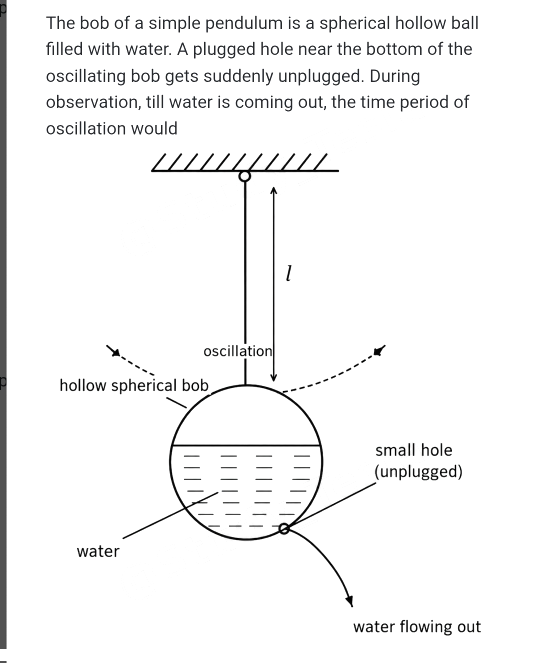 The bob of a simple pendulum is a spherical hollow ball
filled with water. A plugged hole near the bottom of the
oscillating bob gets suddenly unplugged. During
observation, till water is coming out, the time period of
oscillation would
l
oscillation
hollow spherical bob
small hole
(unplugged)
water
water flowing out